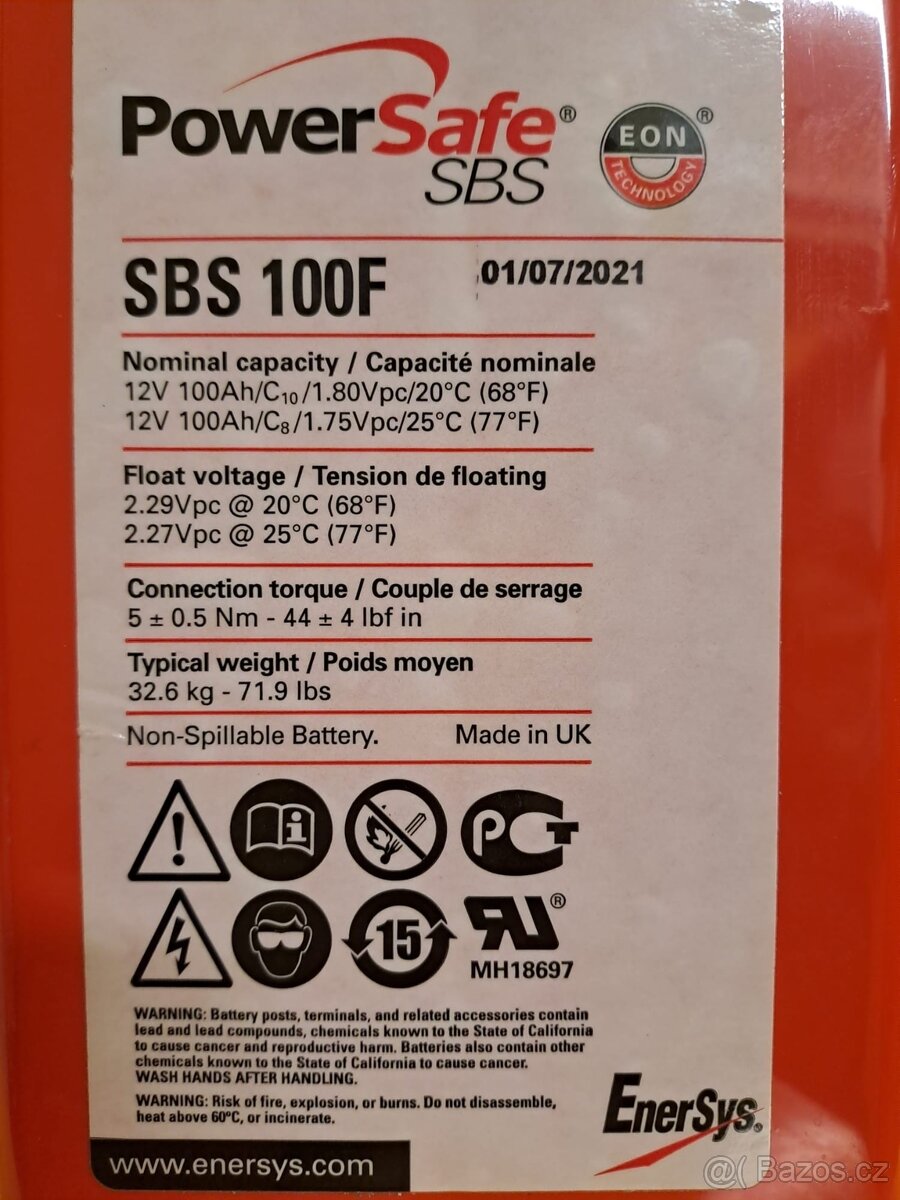 PowerSafe®
SBS
EON ®
TECHNOLOGY
SBS 100F 01/07/2021
Nominal capacity / Capacité nominale
12V 100Ah/C₁₀/1.80Vpc/20°C (68°F)
12V 100Ah/C₈/1.75Vpc/25°C (77°F)
Float voltage / Tension de floating
2.29Vpc @ 20°C (68°F)
2.27Vpc @ 25°C (77°F)
Connection torque / Couple de serrage
5 ± 0.5 Nm - 44 ± 4 lbf in
Typical weight / Poids moyen
32.6 kg - 71.9 lbs
Non-Spillable Battery. Made in UK
i
PCT
15
RU®
MH18697
WARNING: Battery posts, terminals, and related accessories contain
lead and lead compounds, chemicals known to the State of California
to cause cancer and reproductive harm. Batteries also contain other
chemicals known to the State of California to cause cancer.
WASH HANDS AFTER HANDLING.
WARNING: Risk of fire, explosion, or burns. Do not disassemble,
heat above 60°C, or incinerate.
EnerSys.
www.enersys.com
@( Bazos.cz